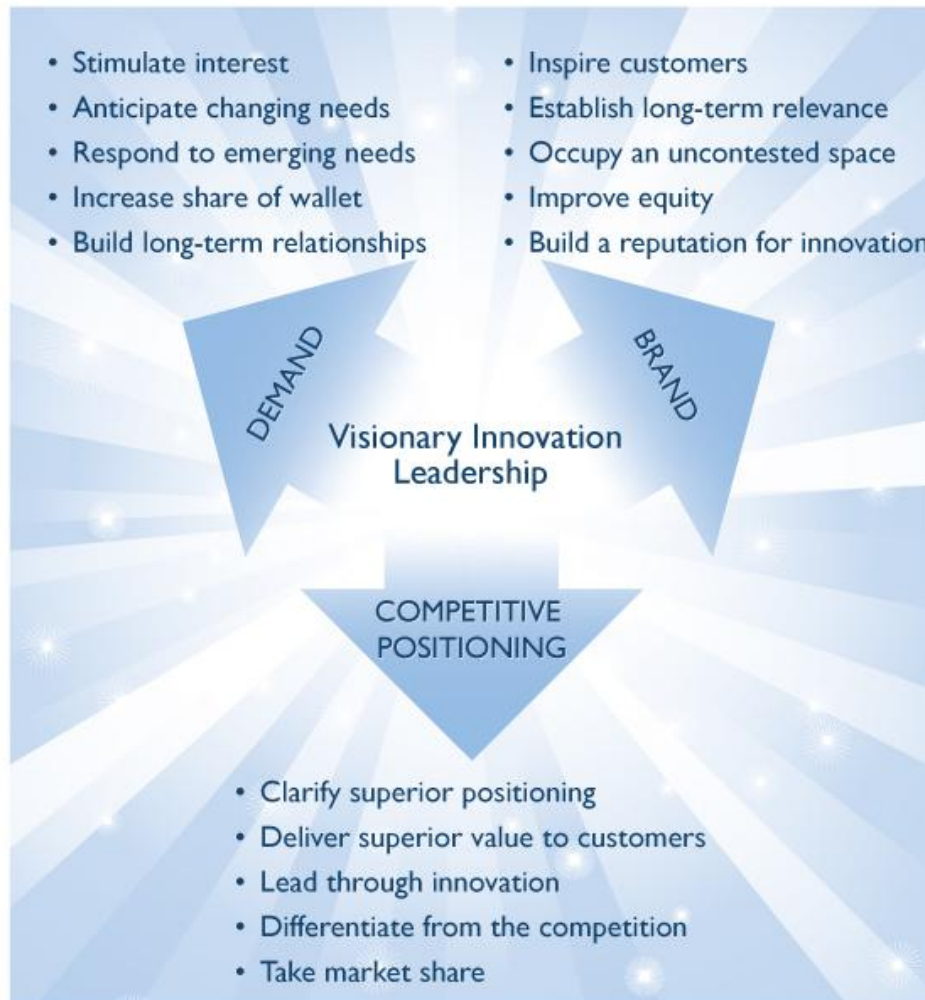 • Stimulate interest
• Anticipate changing needs
• Respond to emerging needs
• Increase share of wallet
• Build long-term relationships
• Inspire customers
• Establish long-term relevance
• Occupy an uncontested space
• Improve equity
• Build a reputation for innovation
DEMAND
BRAND
Visionary Innovation
Leadership
COMPETITIVE
POSITIONING
• Clarify superior positioning
• Deliver superior value to customers
• Lead through innovation
• Differentiate from the competition
• Take market share